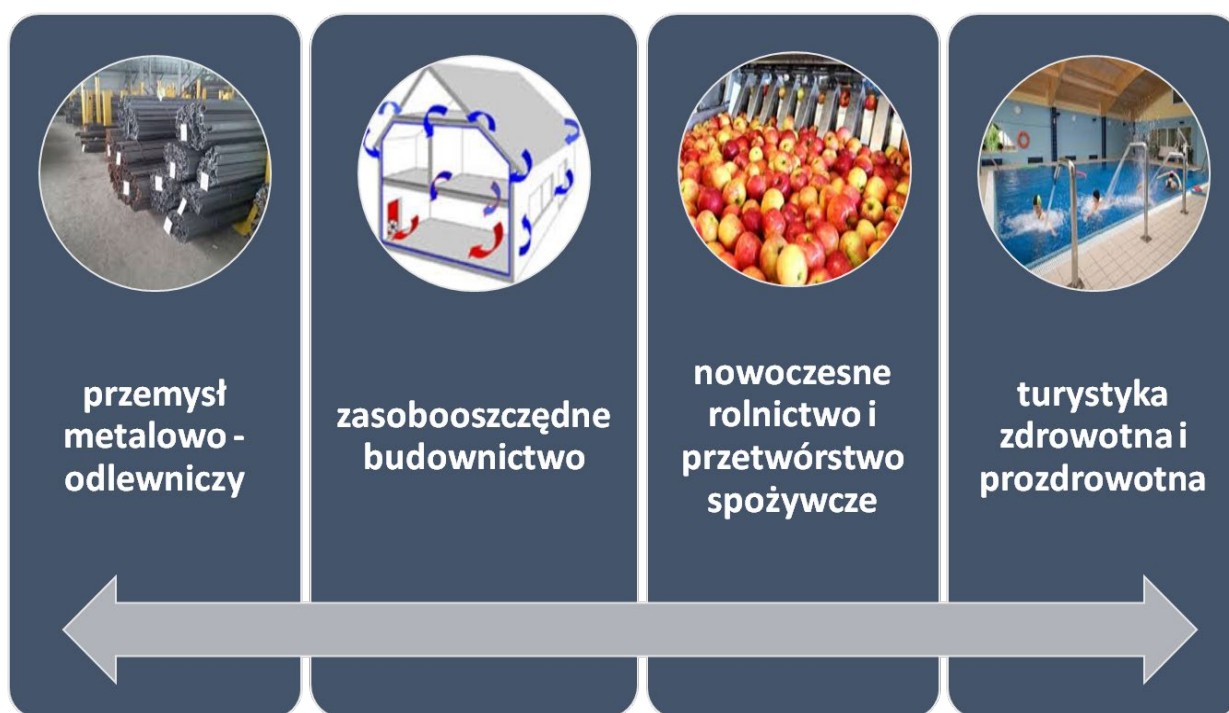 przemysł
metalowo -
odlewniczy
zasobooszczędne
budownictwo
nowoczesne
rolnictwo i
przetwórstwo
spożywcze
turystyka
zdrowotna i
prozdrowotna